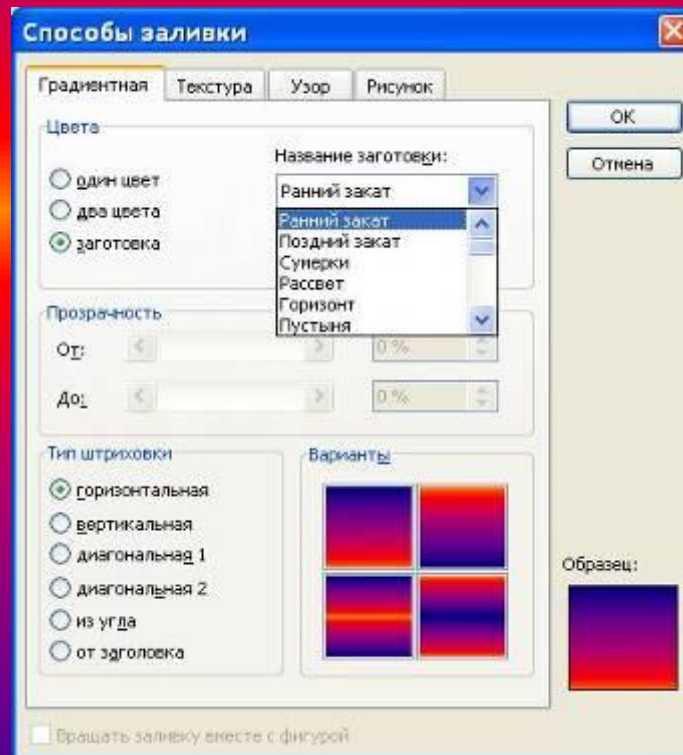 Способы заливки
Градиентная Текстура Узор Рисунок
ОК
Отмена
Цвета
один цвет
два цвета
заготовка
Название заготовки:
Ранний закат
Ранний закат
Поздний закат
Сумерки
Рассвет
Горизонт
Пустыня
Прозрачность
От: 0 %
До: 0 %
Тип штриховки
горизонтальная
вертикальная
диагональная 1
диагональная 2
из угла
от заголовка
Варианты
Образец:
Вращать заливку вместе с фигурой